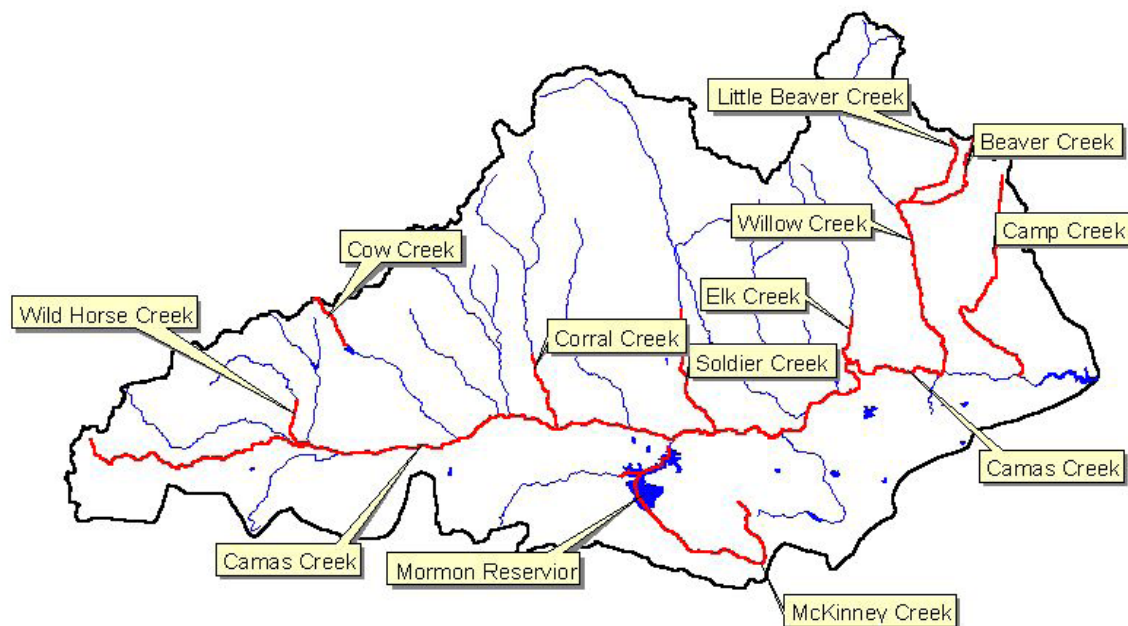 Little Beaver Creek
Beaver Creek
Willow Creek
Camp Creek
Cow Creek
Elk Creek
Wild Horse Creek
Corral Creek
Soldier Creek
Camas Creek
Camas Creek
Mormon Reservior
McKinney Creek